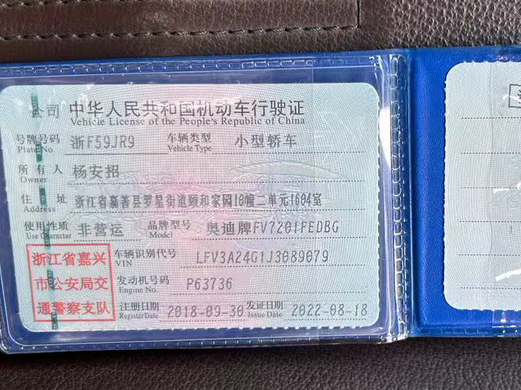 中华人民共和国机动车行驶证
Vehicle License of the People's Republic of China
号牌号码 浙F59JR9 车辆类型 小型轿车
Plate No. Vehicle Type
所有人 杨安招
Owner
住址 浙江省嘉善县罗星街道颐和家园18幢二单元1604室
Address
使用性质 非营运 品牌型号 奥迪牌FV7201FEDBG
Use Character Model
浙江省嘉兴市公安局交通警察支队
车辆识别代号 LFV3A24G1J3089079
VIN
发动机号码 P63736
Engine No.
注册日期 2018-09-30 发证日期 2022-08-18
Register Date Issue Date